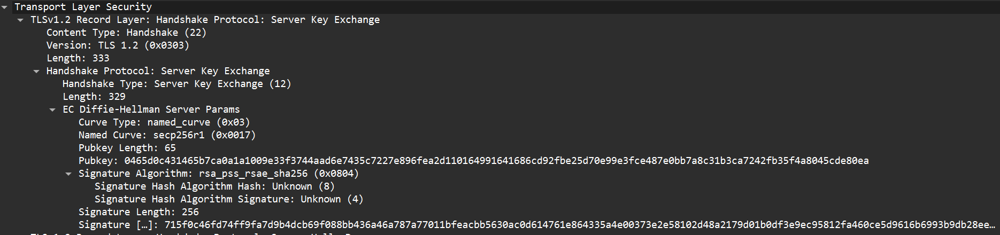 Transport Layer Security
TLSv1.2 Record Layer: Handshake Protocol: Server Key Exchange
Content Type: Handshake (22)
Version: TLS 1.2 (0x0303)
Length: 333
Handshake Protocol: Server Key Exchange
Handshake Type: Server Key Exchange (12)
Length: 329
EC Diffie-Hellman Server Params
Curve Type: named_curve (0x03)
Named Curve: secp256r1 (0x0017)
Pubkey Length: 65
Pubkey: 0465d0c431465b7ca0a1a1009e33f3744aad6e7435c7227e896fea2d110164991641686cd92fbe25d70e99e3fce487e0bb7a8c31b3ca7242fb35f4a8045cde80ea
Signature Algorithm: rsa_pss_rsae_sha256 (0x0804)
Signature Hash Algorithm Hash: Unknown (8)
Signature Hash Algorithm Signature: Unknown (4)
Signature Length: 256
Signature […]: 715f0c46fd74ff9fa7d9b4dcb69f088bb436a46a787a77011bfeacbb5630ac0d614761e864335a4e00373e2e58102d48a2179d01b0df3e9ec95812fa460ce5d9616b6993b9db28ee…